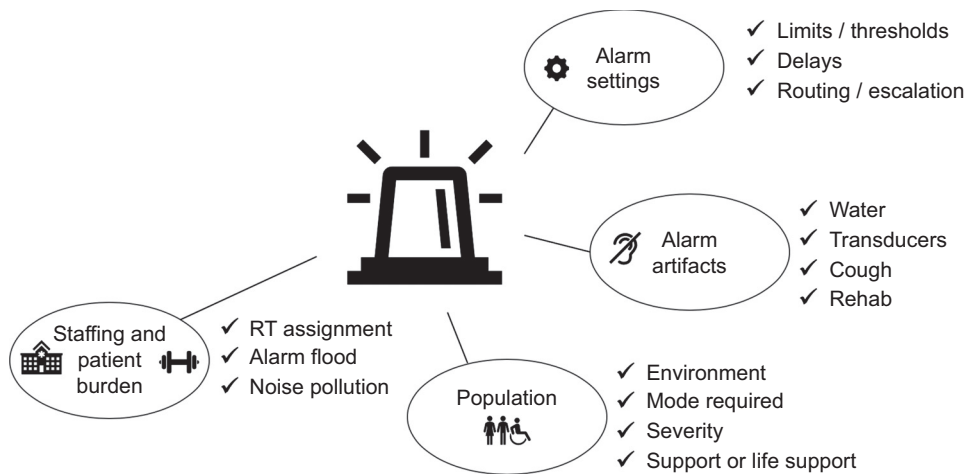 Alarm
settings
Limits / thresholds
Delays
Routing / escalation
Alarm
artifacts
Water
Transducers
Cough
Rehab
Staffing and
patient
burden
RT assignment
Alarm flood
Noise pollution
Population
Environment
Mode required
Severity
Support or life support